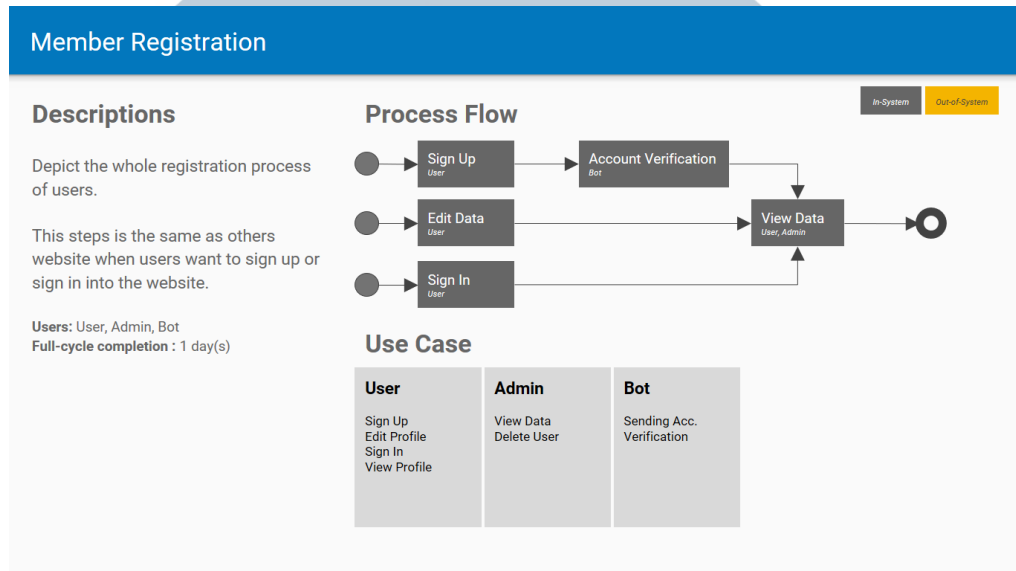 Member Registration
In-System
Out-of-System
Descriptions
Depict the whole registration process
of users.
This steps is the same as others
website when users want to sign up or
sign in into the website.
Users: User, Admin, Bot
Full-cycle completion : 1 day(s)
Process Flow
Sign Up
User
Account Verification
Bot
Edit Data
User
View Data
User, Admin
Sign In
User
Use Case
User
Sign Up
Edit Profile
Sign In
View Profile
Admin
View Data
Delete User
Bot
Sending Acc.
Verification